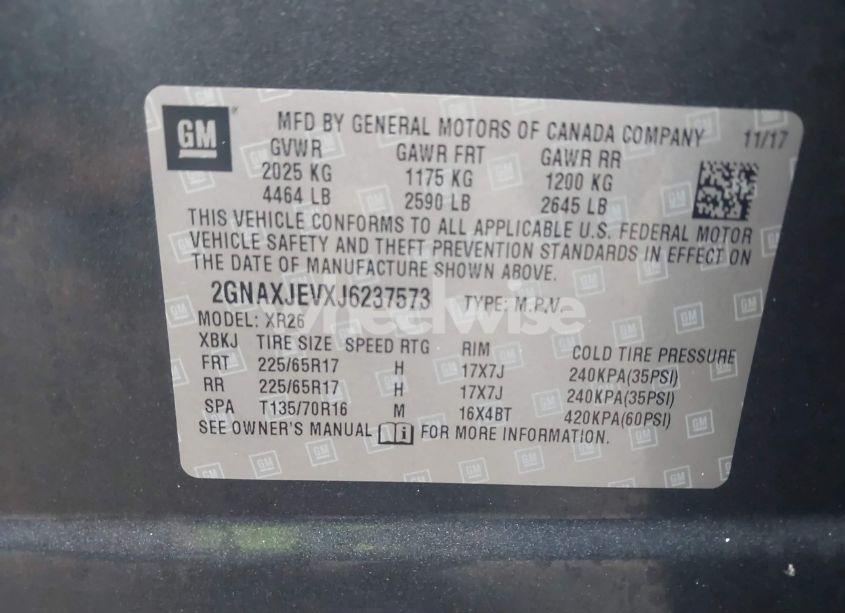 GM
MFD BY GENERAL MOTORS OF CANADA COMPANY 11/17
GVWR GAWR FRT GAWR RR
2025 KG 1175 KG 1200 KG
4464 LB 2590 LB 2645 LB
THIS VEHICLE CONFORMS TO ALL APPLICABLE U.S. FEDERAL MOTOR
VEHICLE SAFETY AND THEFT PREVENTION STANDARDS IN EFFECT ON
THE DATE OF MANUFACTURE SHOWN ABOVE.
2GNAXJEVXJ6237573 TYPE: M.P.V.
MODEL: XR26
XBKJ TIRE SIZE SPEED RTG RIM COLD TIRE PRESSURE
FRT 225/65R17 H 17X7J 240KPA(35PSI)
RR 225/65R17 H 17X7J 240KPA(35PSI)
SPA T135/70R16 M 16X4BT 420KPA(60PSI)
SEE OWNER'S MANUAL FOR MORE INFORMATION.